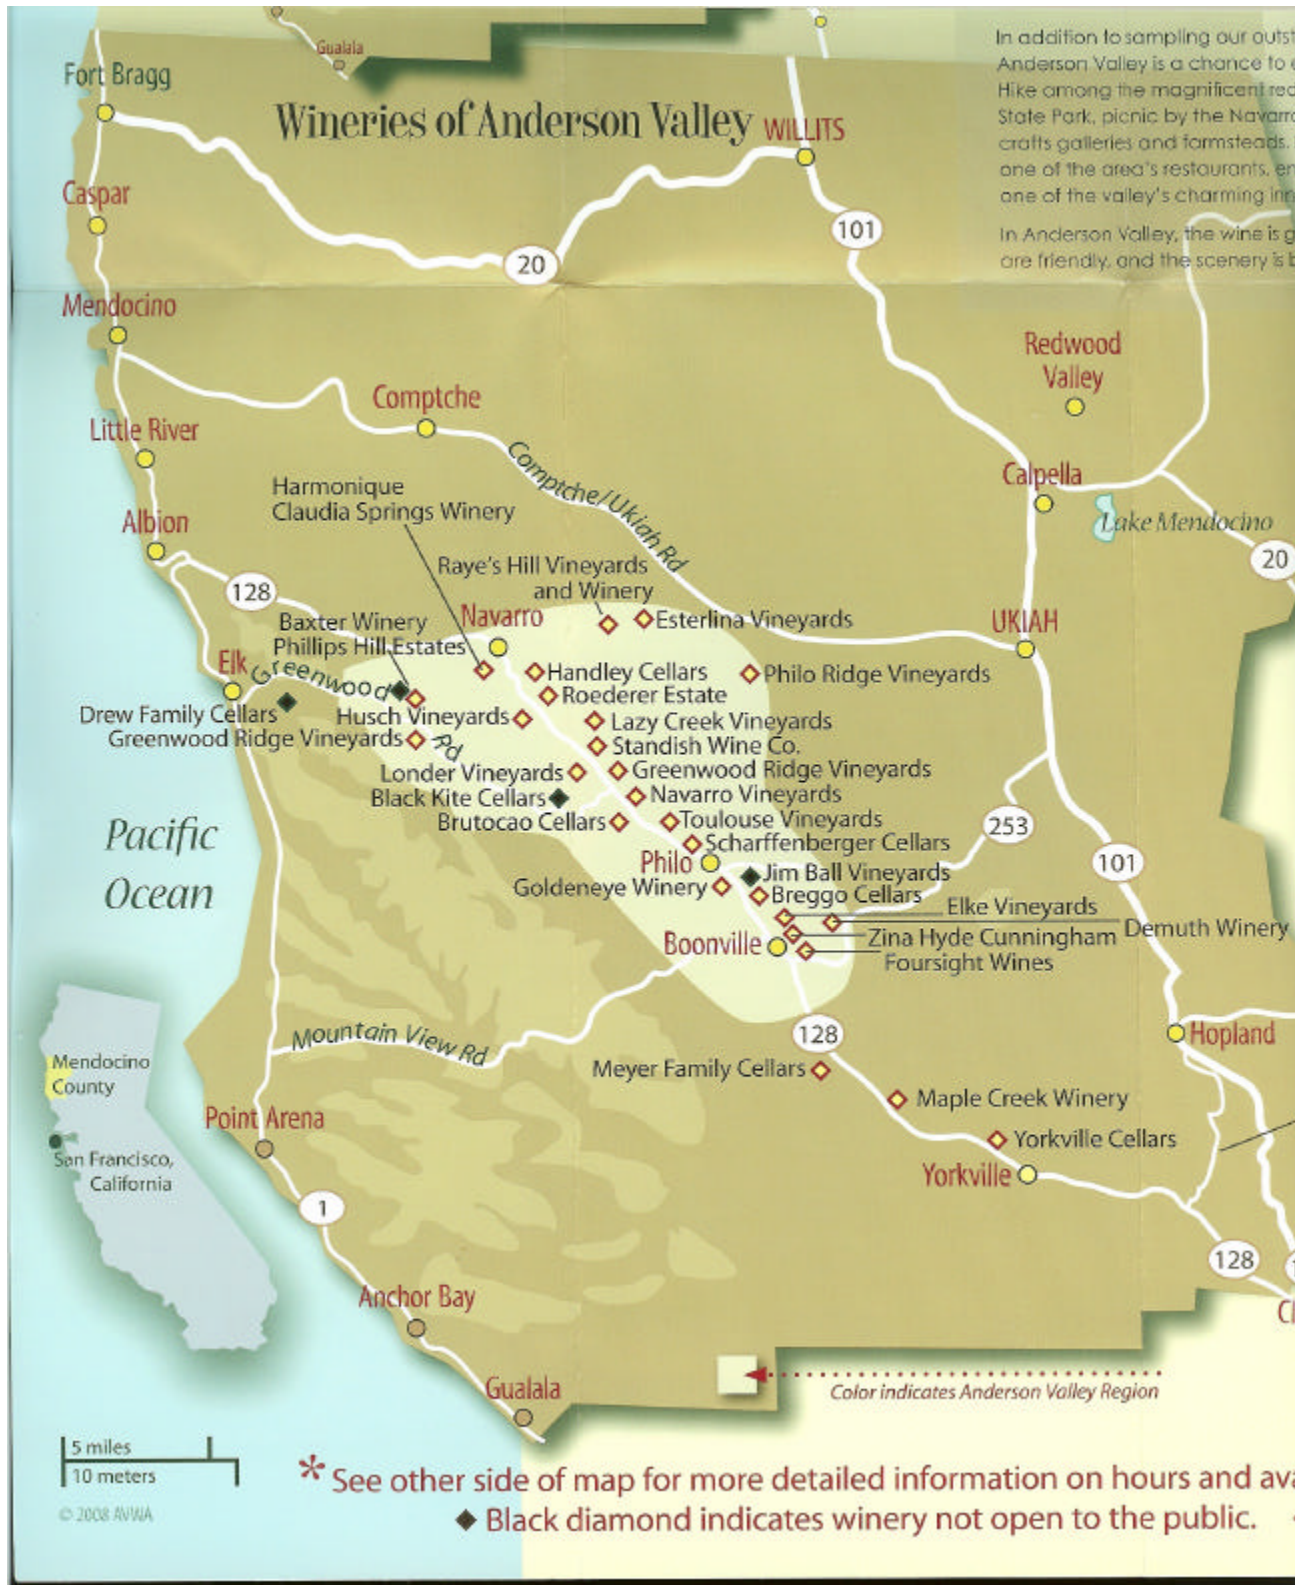 Gualala
In addition to sampling our
Anderson Valley is a chance to
Hike among the magnificent
State Park, picnic by the
crafts galleries and farmsteads.
one of the area's restaurants,
one of the valley's charming
In Anderson Valley, the wine is
are friendly, and the scenery is
Fort Bragg
Wineries of Anderson Valley
WILLITS
Caspar
101
20
Mendocino
Redwood
Valley
Comptche
Little River
Comptche/Ukiah Rd
Calpella
Harmonique
Claudia Springs Winery
Albion
Lake Mendocino
20
Raye's Hill Vineyards
and Winery
128
Navarro
Esterlina Vineyards
UKIAH
Baxter Winery
Phillips Hill Estates
Elk
Greenwood Rd
Handley Cellars
Philo Ridge Vineyards
Roederer Estate
Drew Family Cellars
Husch Vineyards
Lazy Creek Vineyards
Greenwood Ridge Vineyards
Standish Wine Co.
Londer Vineyards
Greenwood Ridge Vineyards
Black Kite Cellars
Navarro Vineyards
Brutocao Cellars
Toulouse Vineyards
253
Pacific
Ocean
Scharffenberger Cellars
Philo
101
Jim Ball Vineyards
Goldeneye Winery
Breggo Cellars
Elke Vineyards
Demuth Winery
Boonville
Zina Hyde Cunningham
Foursight Wines
Mountain View Rd
128
Hopland
Mendocino
County
Meyer Family Cellars
Maple Creek Winery
Point Arena
Yorkville Cellars
San Francisco,
California
Yorkville
1
128
Anchor Bay
Gualala
Color indicates Anderson Valley Region
5 miles
10 meters
© 2008 AVWA
* See other side of map for more detailed information on hours and
Black diamond indicates winery not open to the public.